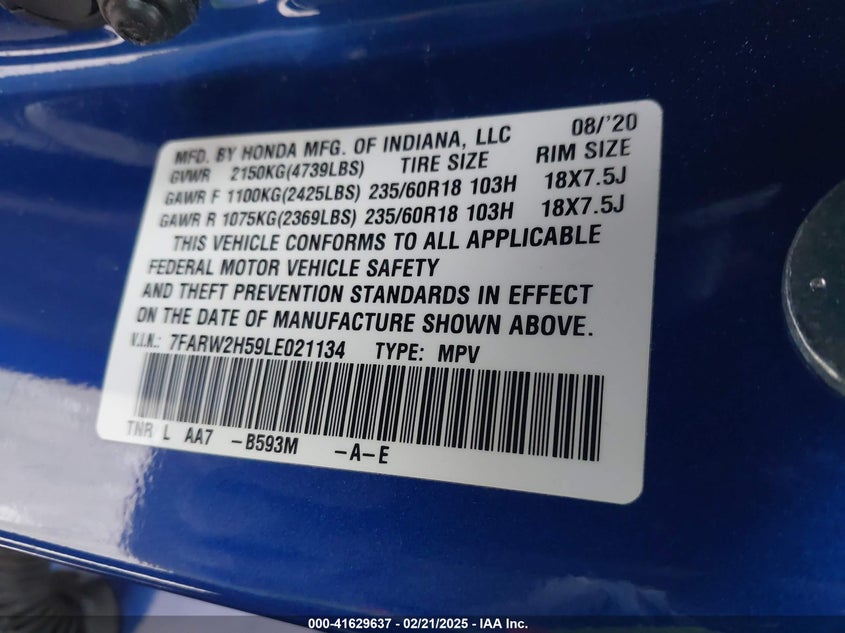 MFD. BY HONDA MFG. OF INDIANA, LLC 08/'20
GVWR 2150KG(4739LBS) TIRE SIZE RIM SIZE
GAWR F 1100KG(2425LBS) 235/60R18 103H 18X7.5J
GAWR R 1075KG(2369LBS) 235/60R18 103H 18X7.5J
THIS VEHICLE CONFORMS TO ALL APPLICABLE
FEDERAL MOTOR VEHICLE SAFETY
AND THEFT PREVENTION STANDARDS IN EFFECT
ON THE DATE OF MANUFACTURE SHOWN ABOVE.
V.I.N.: 7FARW2H59LE021134 TYPE: MPV
TNR L AA7 -B593M -A-E
000-41629637 - 02/21/2025 - IAA Inc.